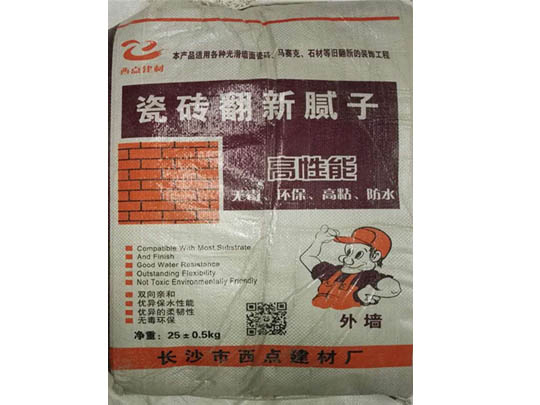 西点建材
本产品适用各种光滑墙面瓷砖、马赛克、石材等旧翻新的装饰工程
瓷砖翻新腻子
高性能
无毒、环保、高粘、防水
Compatible With Most Substrate
And Finish
Good Water Resistance
Outstanding Flexibility
Not Toxic Environmentally Friendly
双向亲和
优异保水性能
优异的柔韧性
无毒环保
净重：25±0.5kg
外墙
长沙市西点建材厂